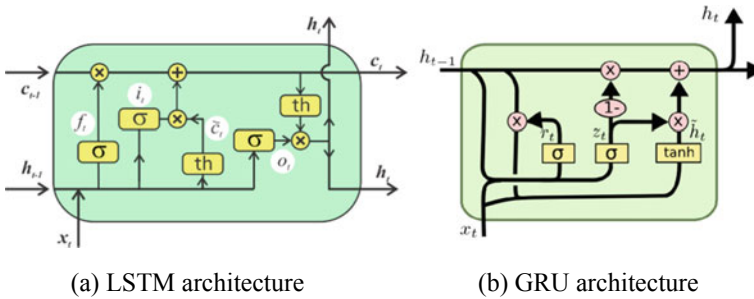 h_t
c_{t-1}
c_t
×
+
i_t
th
f_t
σ
σ
×
c̃_t
σ
×
o_t
th
h_{t-1}
h_t
x_t
(a) LSTM architecture
h_t
h_{t-1}
×
+
1-
×
r_t
z_t
×
h̃_t
σ
σ
tanh
x_t
(b) GRU architecture